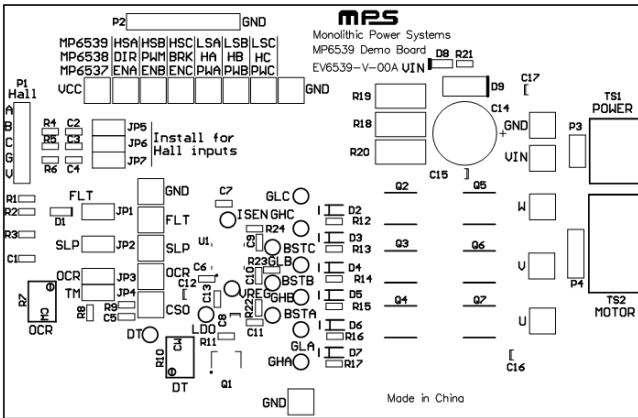 P2 GND
MPS
Monolithic Power Systems
MP6539 Demo Board
EV6539-V-00A VIN
D8 R21
MP6539 HSA HSB HSC LSA LSB LSC
MP6538 DIR PWM BRK HA HB HC
MP6537 ENA ENB ENC PWA PWB PWC
VCC GND
R19 D9 C17
C14
TS1
POWER
P1
Hall
A
B
C
G
V
R4 C2 JP5
R5 C3 JP6
R6 C4 JP7
Install for
Hall inputs
R18
R20
+
C15
GND
VIN
P3
R1
R2
R3
C1
FLT
D1 JP1
SLP JP2
OCR JP3
TM JP4
GND
FLT
SLP
OCR
CSO
C7
ISEN
GLC
GHC
R24
C9
BSTC
U1
GLB
R23
C6
C10
BSTB
C12
VREG
GHB
C13
R22
BSTA
LDO
C8
C11
R11
GLA
GHA
D2
R12
D3
R13
D4
R14
D5
R15
D6
R16
D7
R17
Q2 Q5
Q3 Q6
Q4 Q7
W
V
U
P4
TS2
MOTOR
C16
R7
CW
OCR
R8
R9
C5
DT
R10
CW
DT
Q1
GND
Made in China